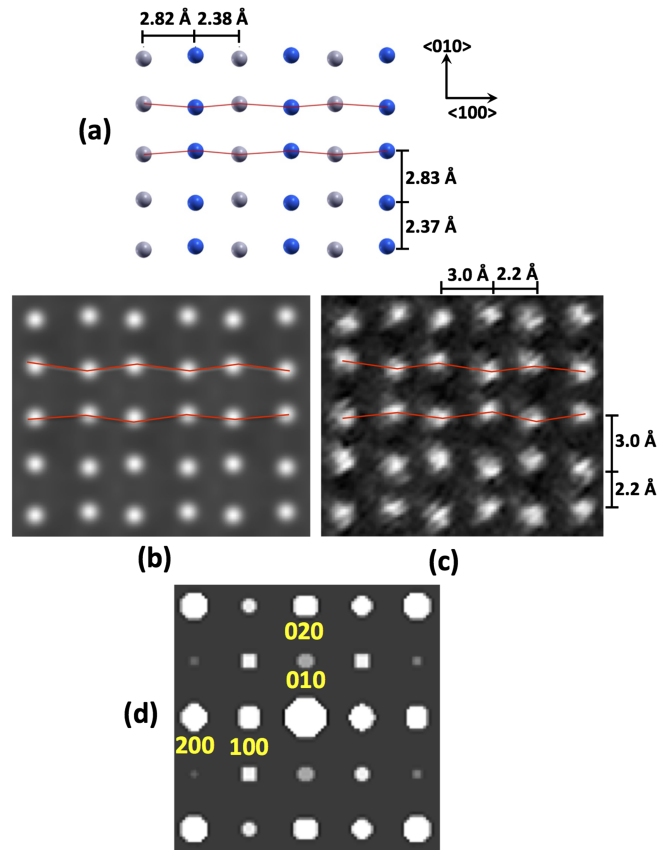 2.82 Å 2.38 Å
<010>
<100>
(a)
2.83 Å
2.37 Å
3.0 Å 2.2 Å
3.0 Å
2.2 Å
(b)
(c)
020
010
(d)
200 100